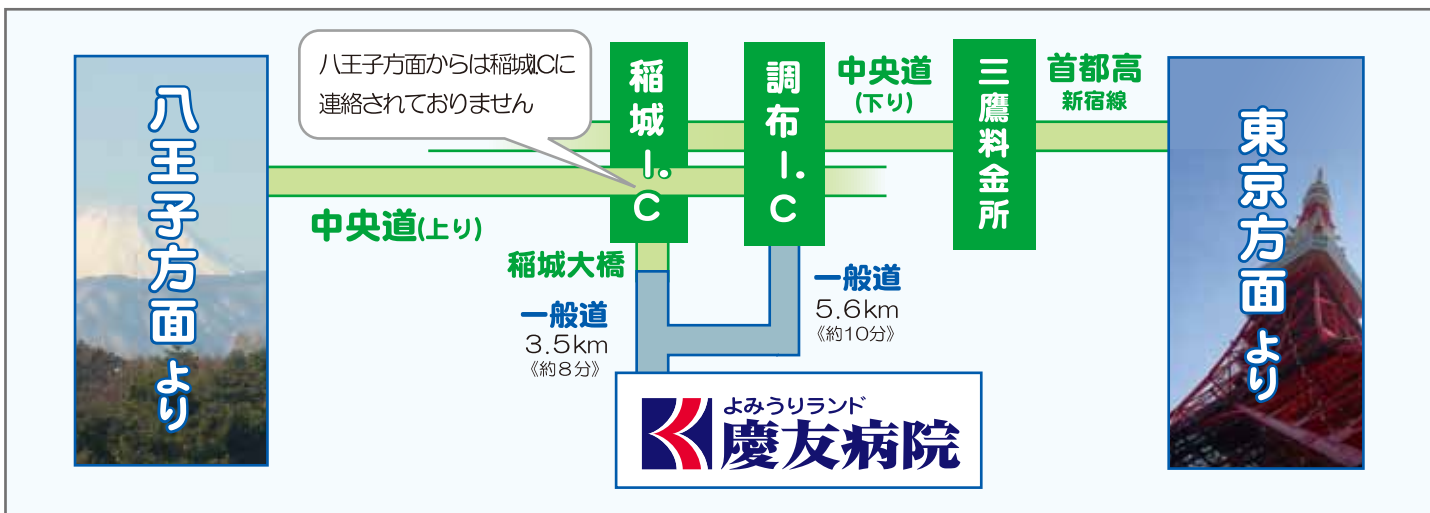 八王子方面より
八王子方面からは稲城I.Cに
連絡されておりません
稲城I.C
調布I.C
中央道
(下り)
三鷹料金所
首都高
新宿線
東京方面より
中央道(上り)
稲城大橋
一般道
3.5km
《約8分》
一般道
5.6km
《約10分》
よみうりランド
慶友病院